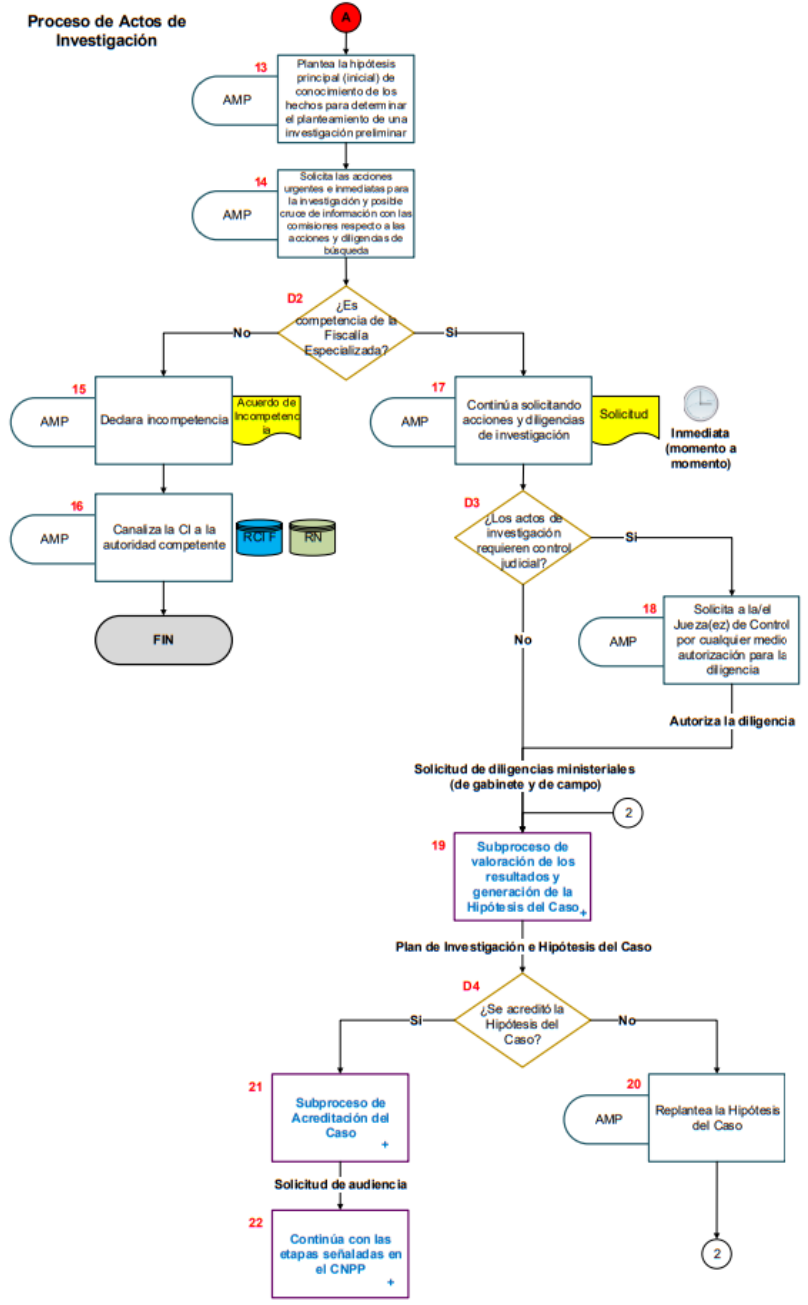 Proceso de Actos de
Investigación
A
13
AMP
Plantea la hipótesis
principal (inicial) de
conocimiento de los
hechos para determinar
el planteamiento de una
investigación preliminar
14
AMP
Solicita las acciones
urgentes e inmediatas para
la investigación y posible
cruce de información con las
comisiones respecto a las
acciones y diligencias de
búsqueda
D2
¿Es
competencia de la
Fiscalía
Especializada?
No
Si
15
AMP
Declara incompetencia
Acuerdo de
Incompetenc
ia
17
AMP
Continúa solicitando
acciones y diligencias
de investigación
Solicitud
Inmediata
(momento a
momento)
16
AMP
Canaliza la CI a la
autoridad competente
RCI F
RN
FIN
D3
¿Los actos de
investigación
requieren control
judicial?
Si
No
18
AMP
Solicita a la/el
Jueza(ez) de Control
por cualquier medio
autorización para la
diligencia
Autoriza la diligencia
Solicitud de diligencias ministeriales
(de gabinete y de campo)
2
19
Subproceso de
valoración de los
resultados y
generación de la
Hipótesis del Caso
+
Plan de Investigación e Hipótesis del Caso
D4
¿Se acreditó la
Hipótesis del
Caso?
Si
No
21
Subproceso de
Acreditación del
Caso
+
20
AMP
Replantea la Hipótesis
del Caso
Solicitud de audiencia
22
Continúa con las
etapas señaladas en
el CNPP
+
2